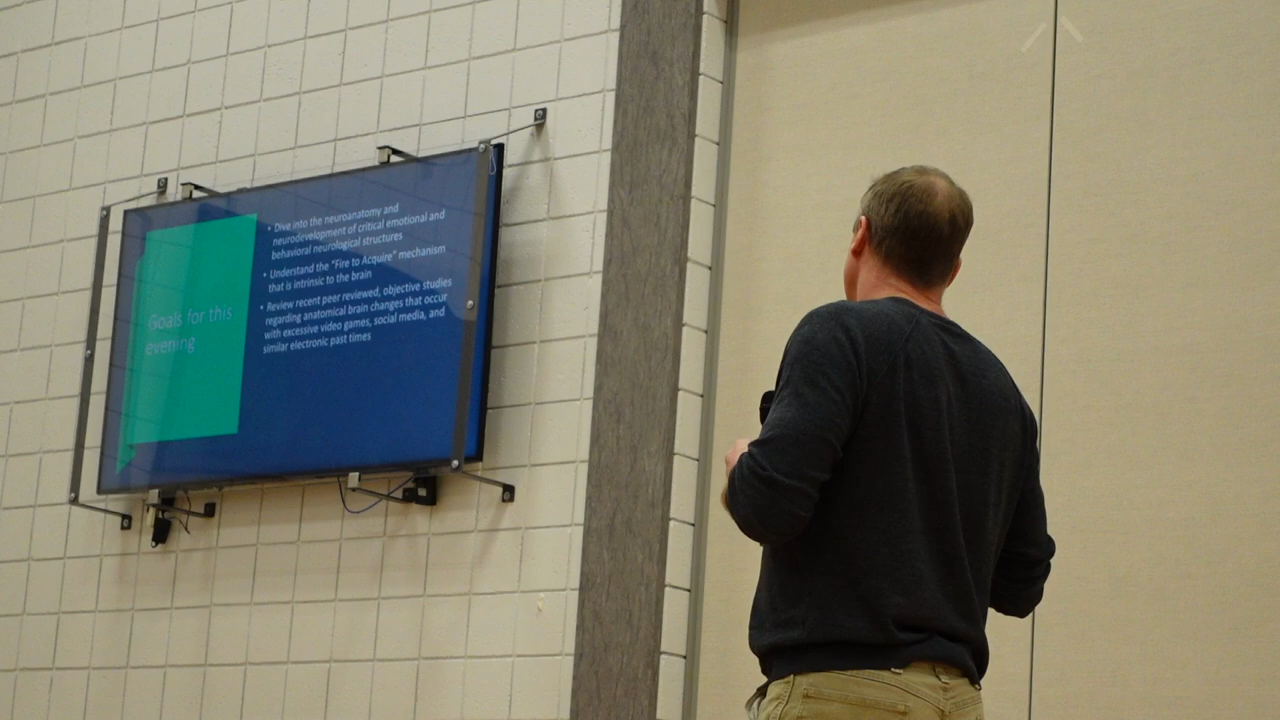 Goals for this
evening
• Dive into the neuroanatomy and
neurodevelopment of critical emotional and
behavioral neurological structures
• Understand the "Fire to Acquire" mechanism
that is intrinsic to the brain
• Review recent peer reviewed, objective studies
regarding anatomical brain changes that occur
with excessive video games, social media, and
similar electronic past times